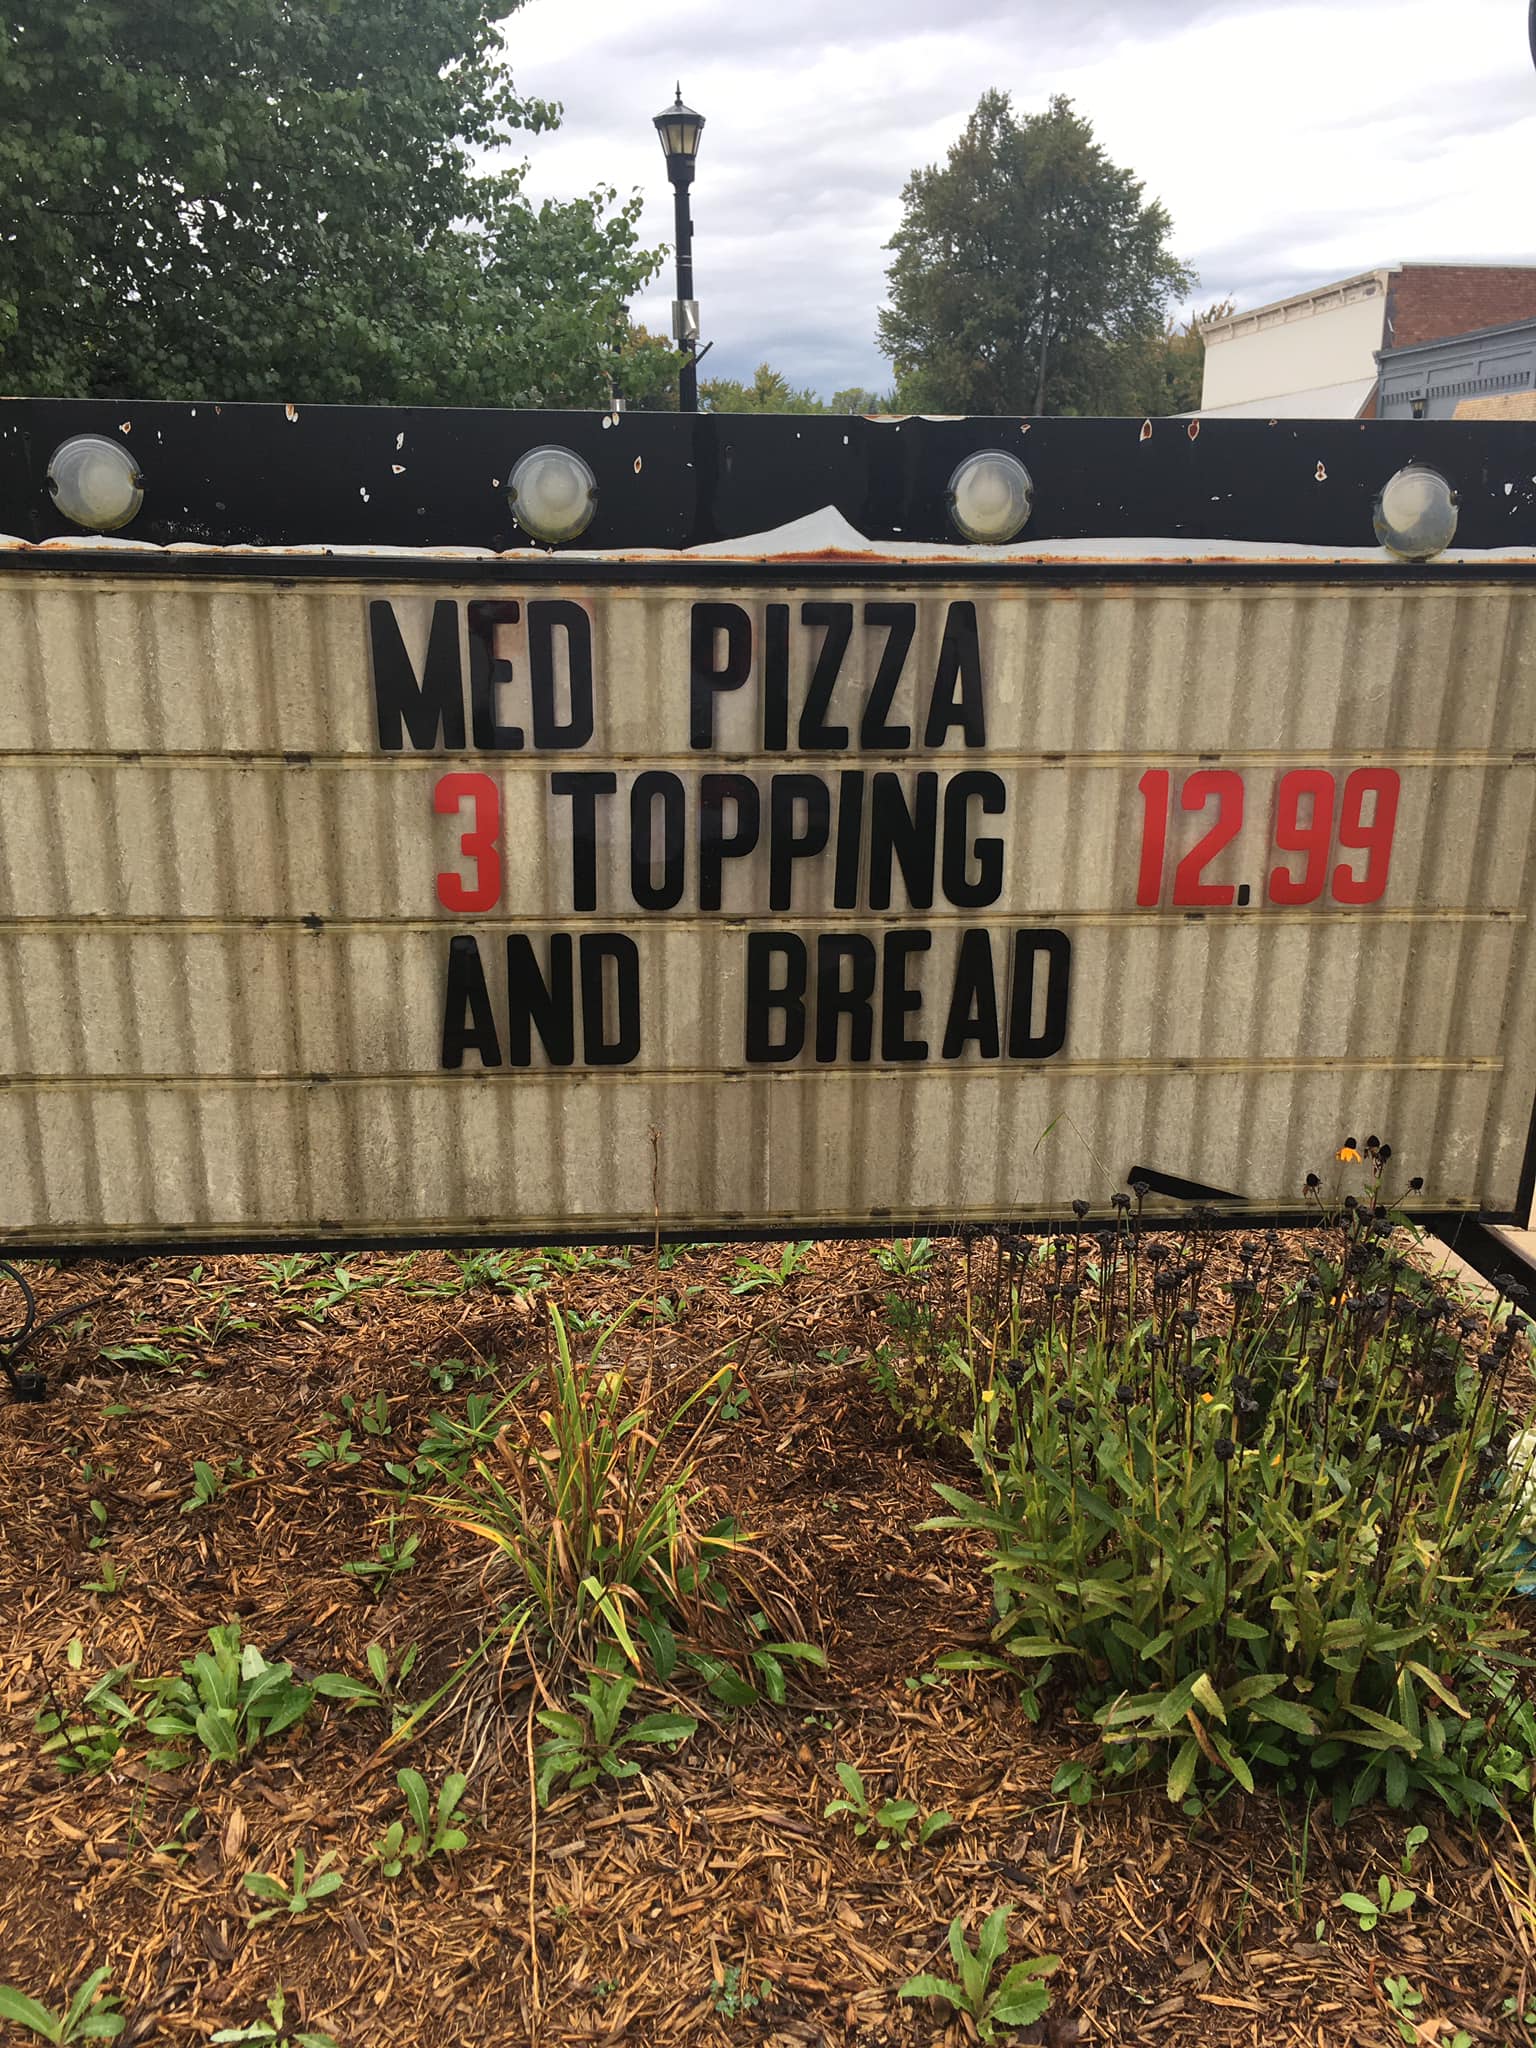 MED PIZZA
3 TOPPING 12.99
AND BREAD